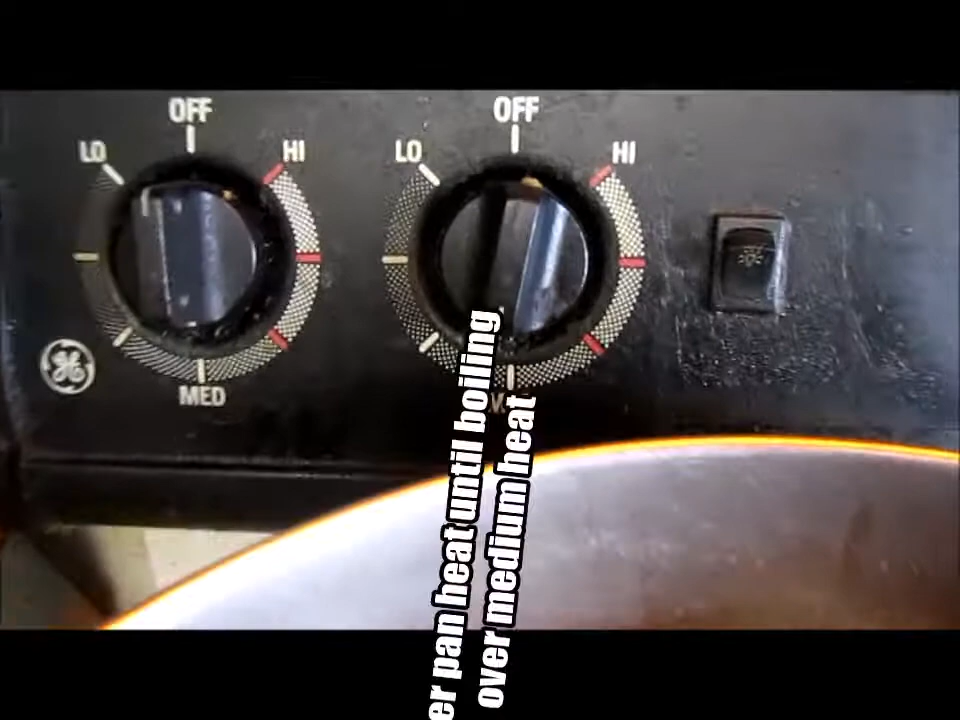 OFF
OFF
LO
HI
LO
HI
MED
er pan heat until boiling
over medium heat